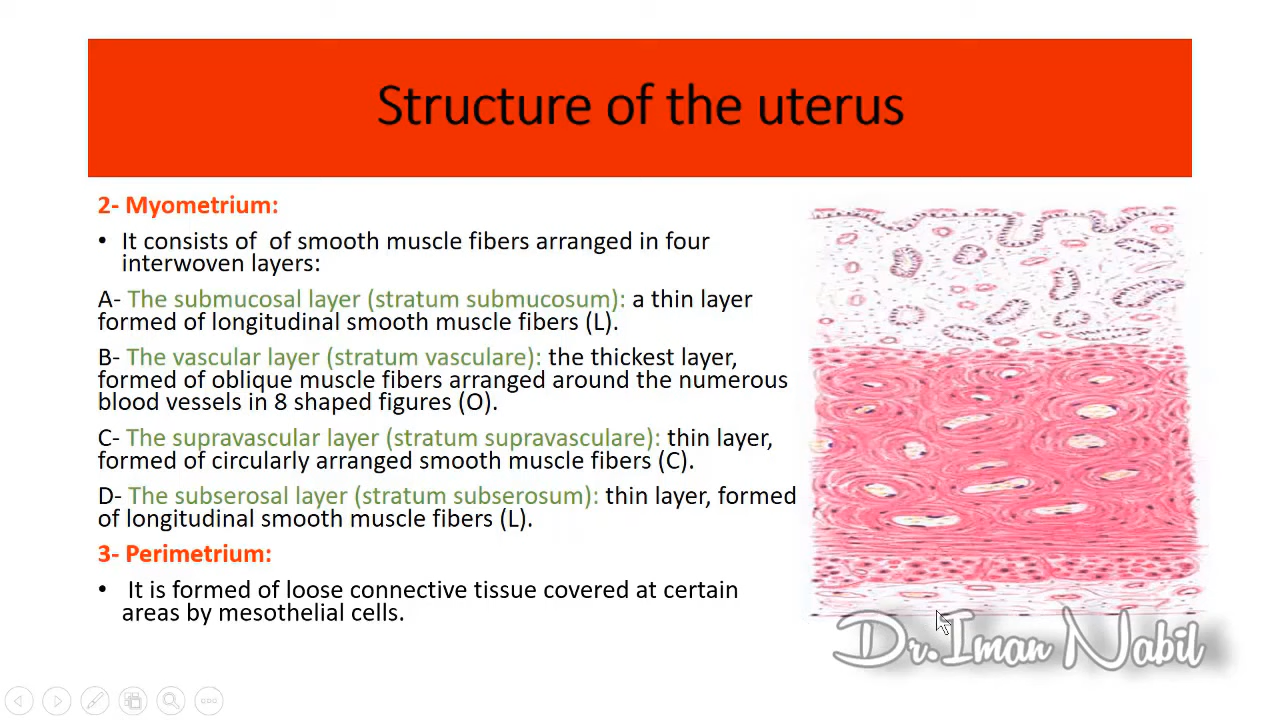 Structure of the uterus
2- Myometrium:
• It consists of  of smooth muscle fibers arranged in four
interwoven layers:
A- The submucosal layer (stratum submucosum): a thin layer
formed of longitudinal smooth muscle fibers (L).
B- The vascular layer (stratum vasculare): the thickest layer,
formed of oblique muscle fibers arranged around the numerous
blood vessels in 8 shaped figures (O).
C- The supravascular layer (stratum supravasculare): thin layer,
formed of circularly arranged smooth muscle fibers (C).
D- The subserosal layer (stratum subserosum): thin layer, formed
of longitudinal smooth muscle fibers (L).
3- Perimetrium:
• It is formed of loose connective tissue covered at certain
areas by mesothelial cells.
Dr.Iman Nabil